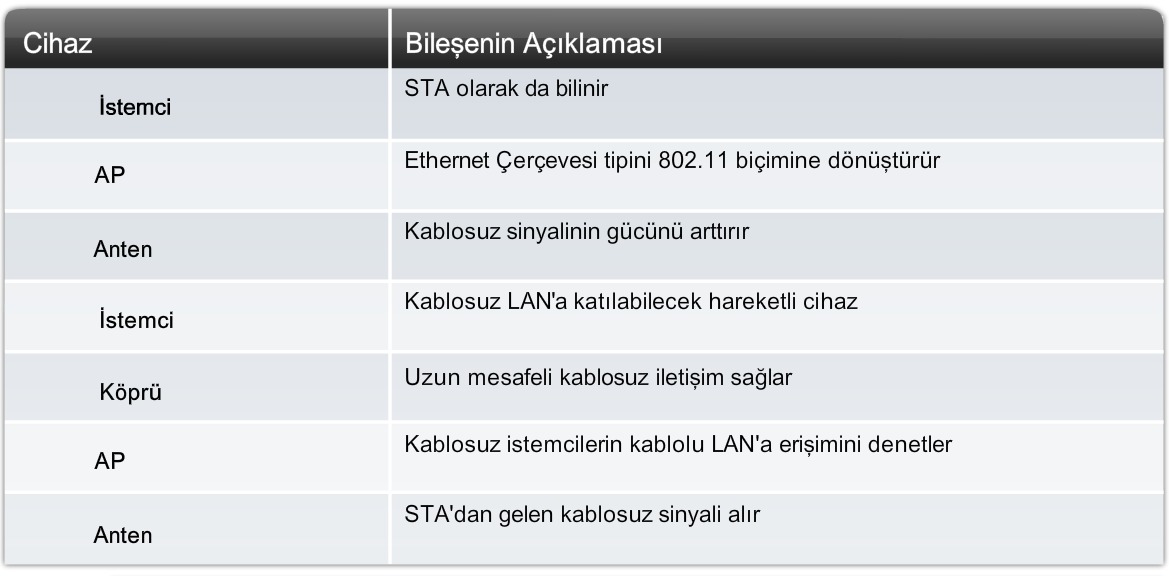 Cihaz Bileşenin Açıklaması
İstemci STA olarak da bilinir
AP Ethernet Çerçevesi tipini 802.11 biçimine dönüştürür
Anten Kablosuz sinyalinin gücünü arttırır
İstemci Kablosuz LAN'a katılabilecek hareketli cihaz
Köprü Uzun mesafeli kablosuz iletişim sağlar
AP Kablosuz istemcilerin kablolu LAN'a erişimini denetler
Anten STA'dan gelen kablosuz sinyali alır